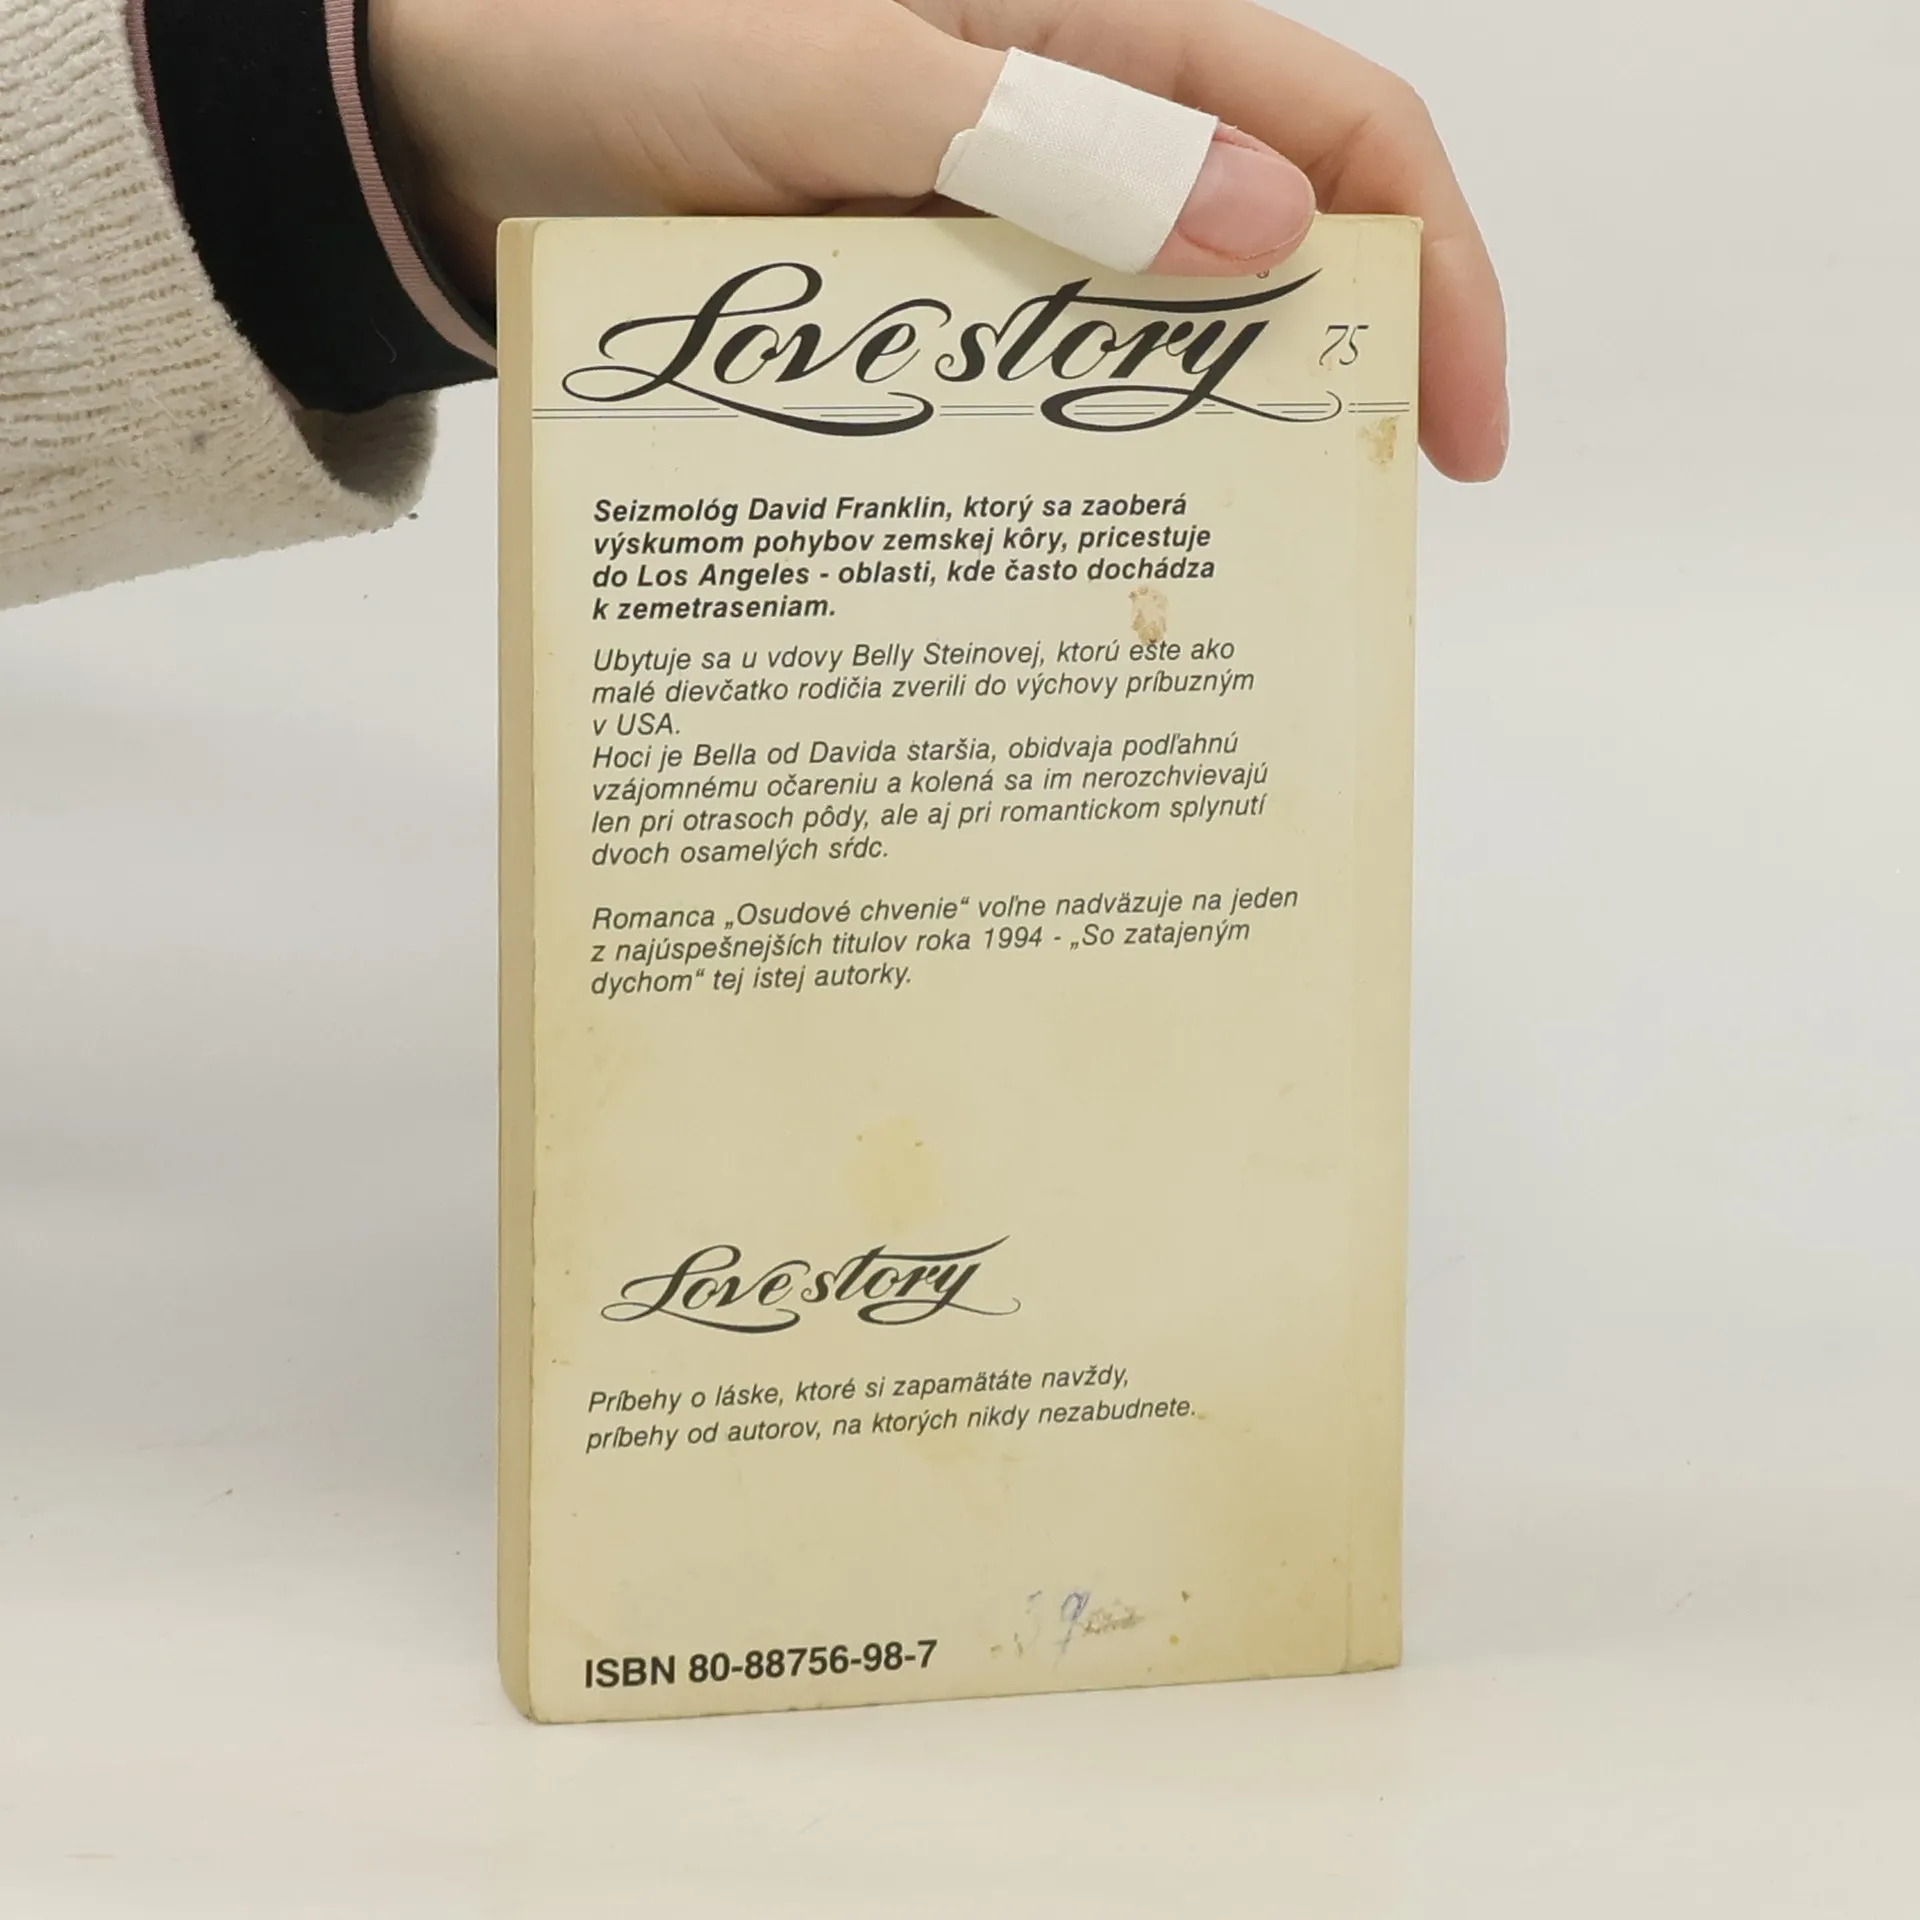 Love story 75
Seizmológ David Franklin, ktorý sa zaoberá
výskumom pohybov zemskej kôry, pricestuje
do Los Angeles - oblasti, kde často dochádza
k zemetraseniam.
Ubytuje sa u vdovy Belly Steinovej, ktorú ešte ako
malé dievčatko rodičia zverili do výchovy príbuzným
v USA.
Hoci je Bella od Davida staršia, obidvaja podľahnú
vzájomnému očareniu a kolená sa im nerozchvievajú
len pri otrasoch pôdy, ale aj pri romantickom splynutí
dvoch osamelých sŕdc.
Romanca „Osudové chvenie“ voľne nadväzuje na jeden
z najúspešnejších titulov roka 1994 - „So zatajeným
dychom“ tej istej autorky.
Love story
Príbehy o láske, ktoré si zapamätáte navždy,
príbehy od autorov, na ktorých nikdy nezabudnete.
ISBN 80-88756-98-7